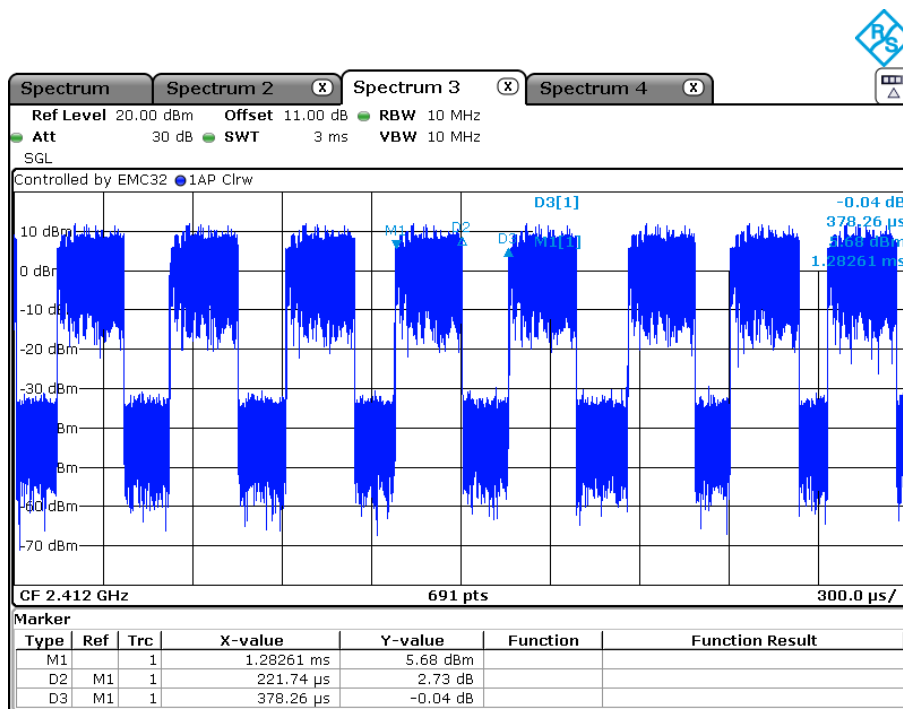 R&S
Spectrum Spectrum 2 X Spectrum 3 X Spectrum 4 X
Ref Level 20.00 dBm Offset 11.00 dB RBW 10 MHz
Att 30 dB SWT 3 ms VBW 10 MHz
SGL
Controlled by EMC32 1AP Clrw
D3[1] -0.04 dB
378.26 µs
M1[1] 5.68 dBm
1.28261 ms
M1 D2 D3
10 dBm
0 dBm
-10 dBm
-20 dBm
-30 dBm
dBm
dBm
-60 dBm
-70 dBm
CF 2.412 GHz 691 pts 300.0 µs/
Marker
Type Ref Trc X-value Y-value Function Function Result
M1 1 1.28261 ms 5.68 dBm
D2 M1 1 221.74 µs 2.73 dB
D3 M1 1 378.26 µs -0.04 dB